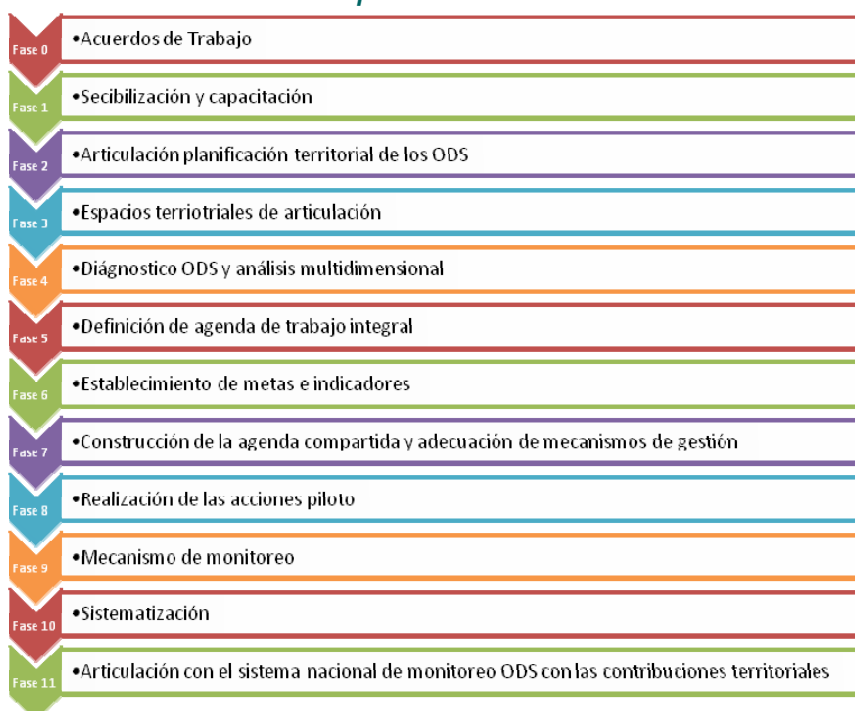 Fase 0
•Acuerdos de Trabajo
Fase 1
•Secibilización y capacitación
Fase 2
•Articulación planificación territorial de los ODS
Fase 3
•Espacios terriotriales de articulación
Fase 4
•Diágnostico ODS y análisis multidimensional
Fase 5
•Definición de agenda de trabajo integral
Fase 6
•Establecimiento de metas e indicadores
Fase 7
•Construcción de la agenda compartida y adecuación de mecanismos de gestión
Fase 8
•Realización de las acciones piloto
Fase 9
•Mecanismo de monitoreo
Fase 10
•Sistematización
Fase 11
•Articulación con el sistema nacional de monitoreo ODS con las contribuciones territoriales